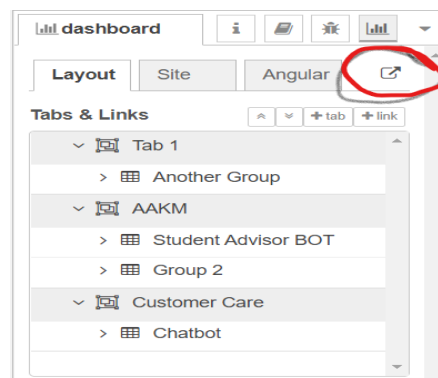 dashboard i
Layout Site Angular
Tabs & Links + tab + link
Tab 1
Another Group
AAKM
Student Advisor BOT
Group 2
Customer Care
Chatbot